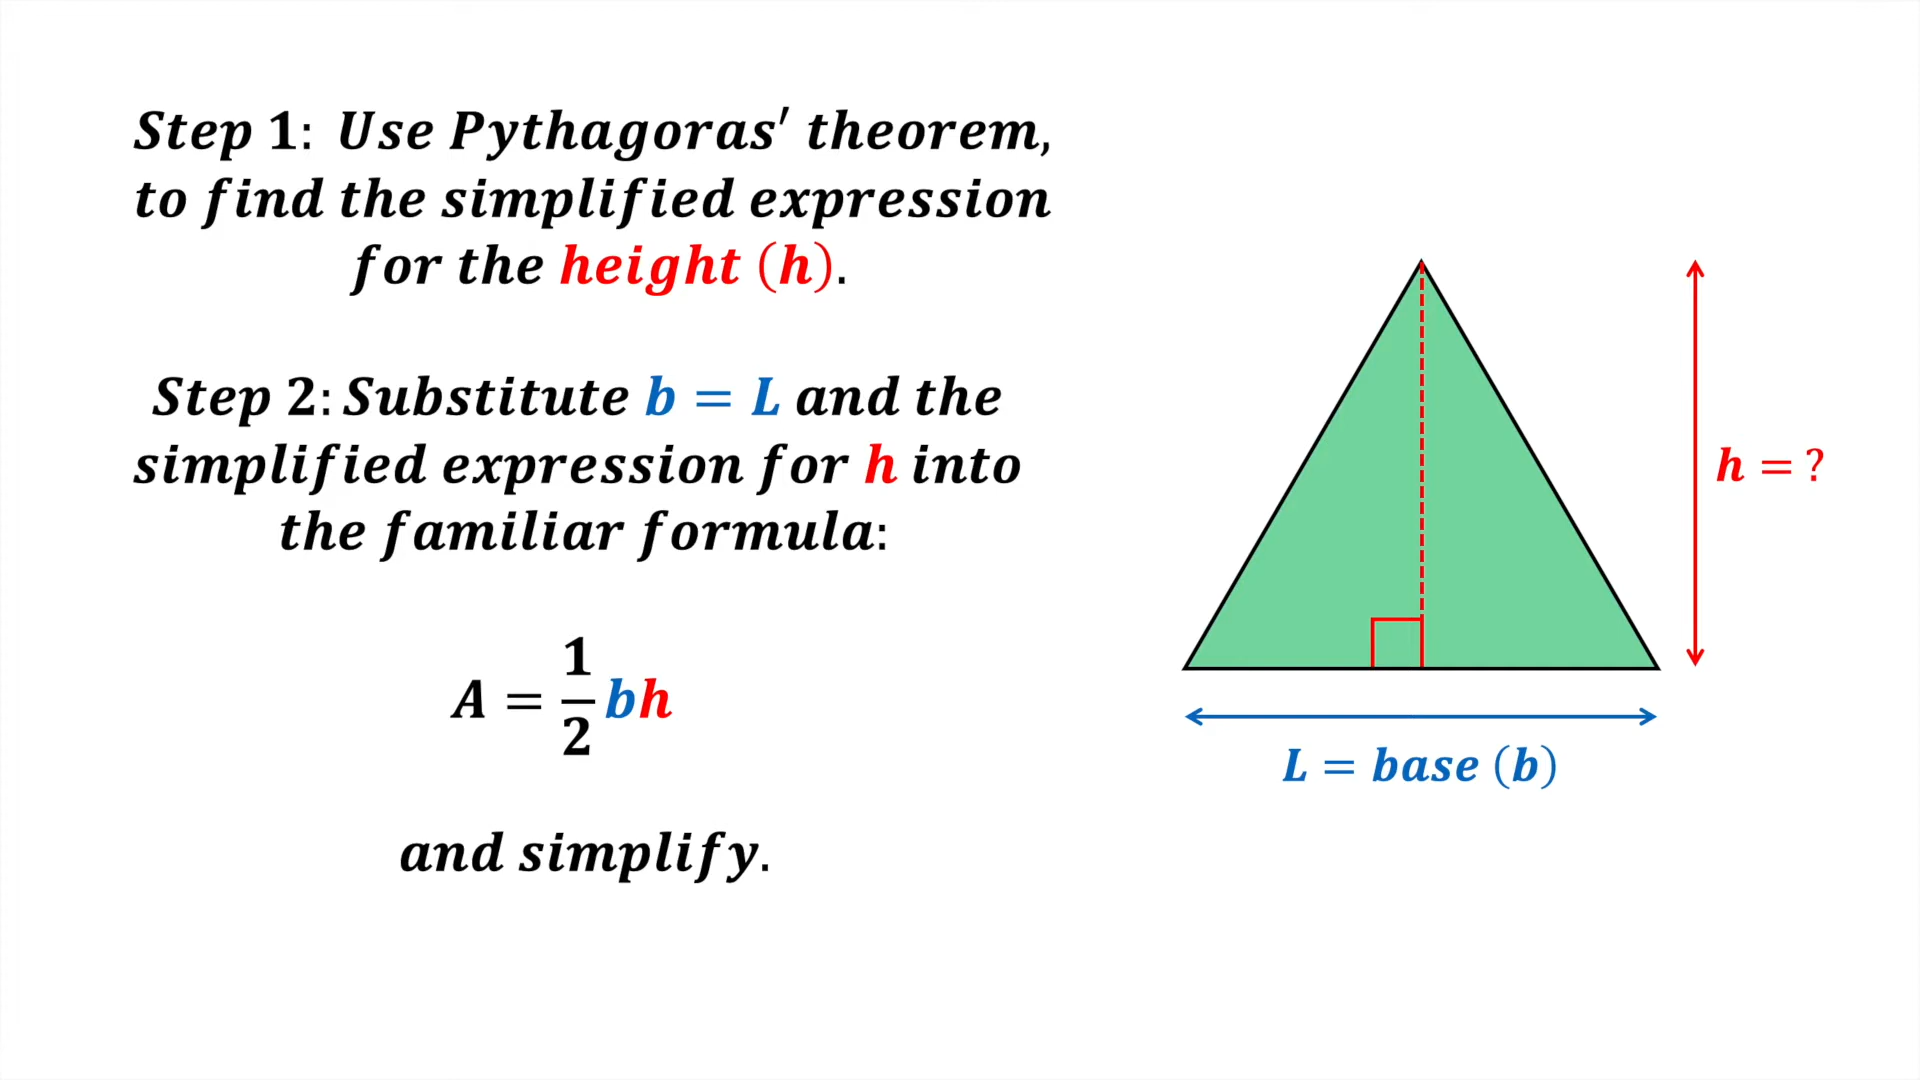 Step 1: Use Pythagoras' theorem,
to find the simplified expression
for the height (h).
Step 2: Substitute b = L and the
simplified expression for h into
the familiar formula:
A = 1/2 bh
and simplify.
h = ?
L = base (b)